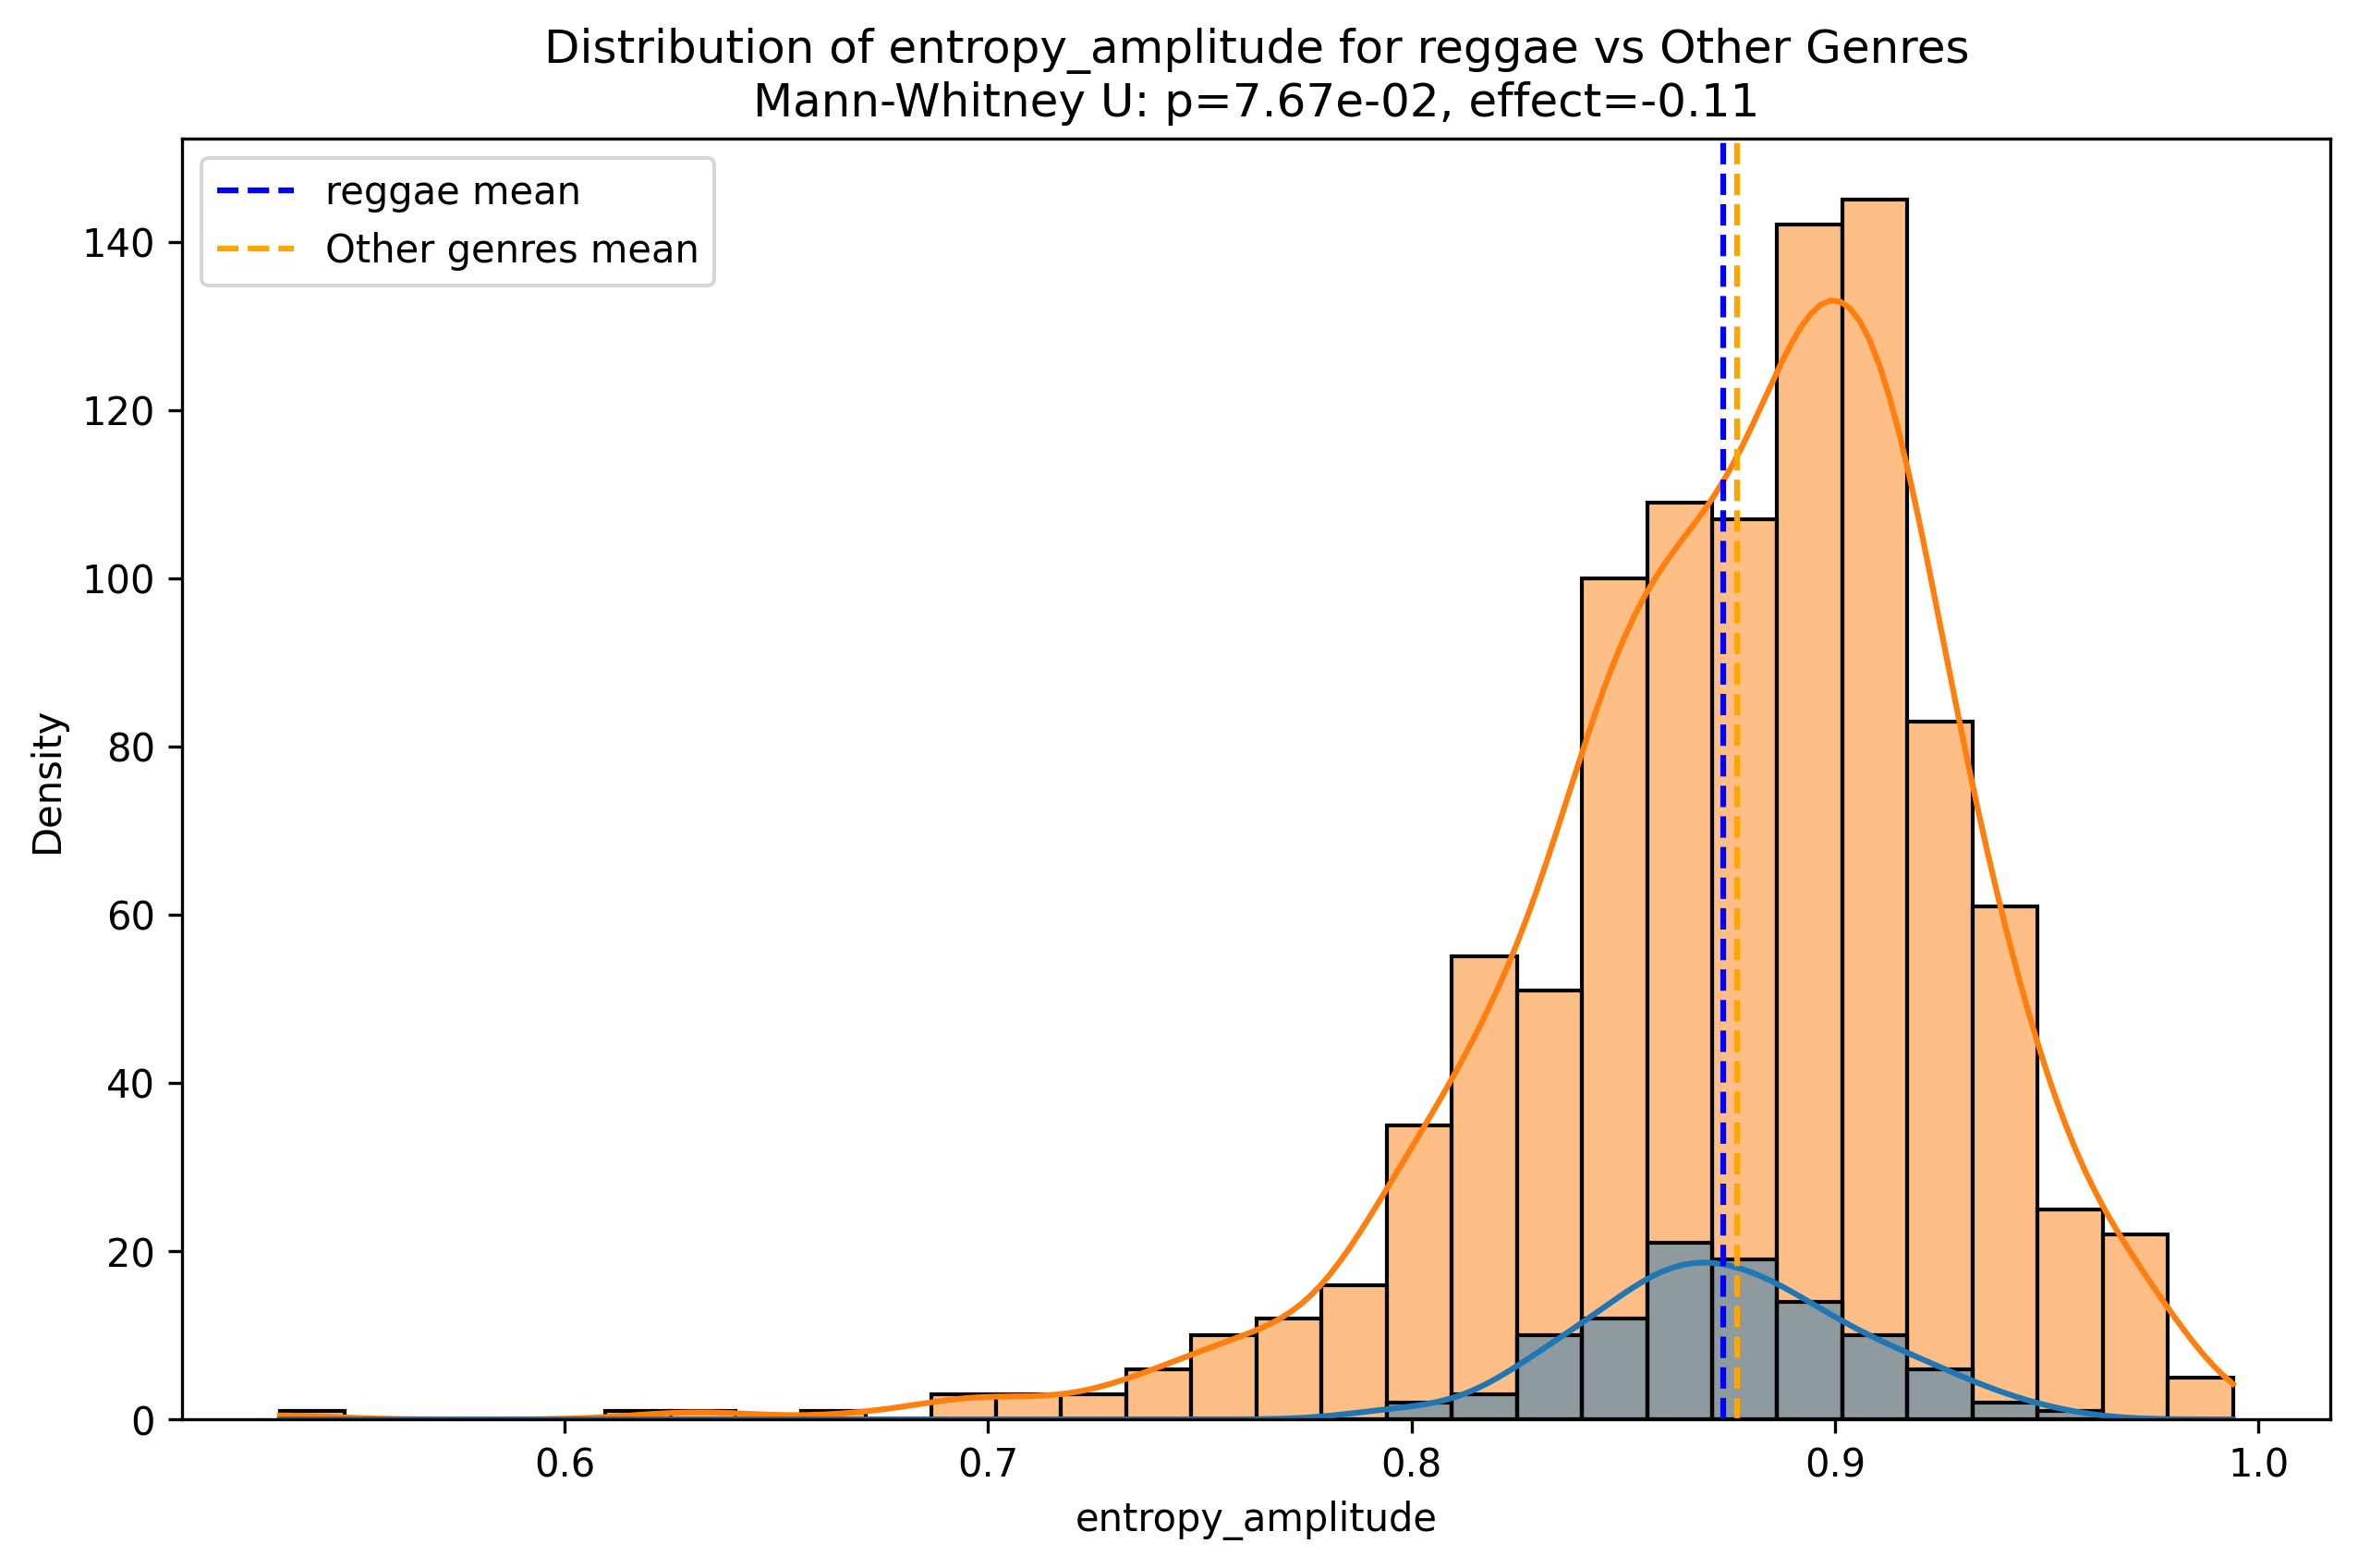 Distribution of entropy_amplitude for reggae vs Other Genres
Mann-Whitney U: p=7.67e-02, effect=-0.11
reggae mean
Other genres mean
140
120
100
80
60
40
20
0
Density
0.6
0.7
0.8
0.9
1.0
entropy_amplitude